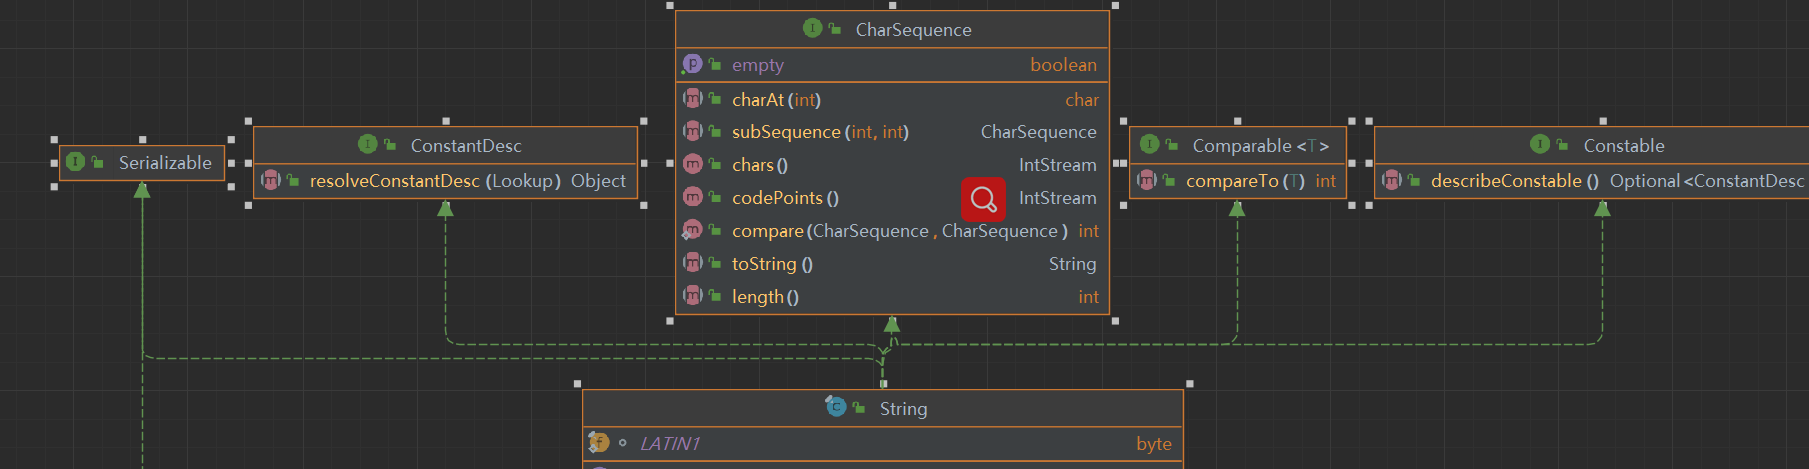 CharSequence
empty boolean
charAt (int) char
subSequence (int, int) CharSequence
chars () IntStream
codePoints () IntStream
compare (CharSequence , CharSequence ) int
toString () String
length () int
Serializable
ConstantDesc
resolveConstantDesc (Lookup) Object
Comparable <T>
compareTo (T) int
Constable
describeConstable () Optional <ConstantDesc
String
LATIN1 byte